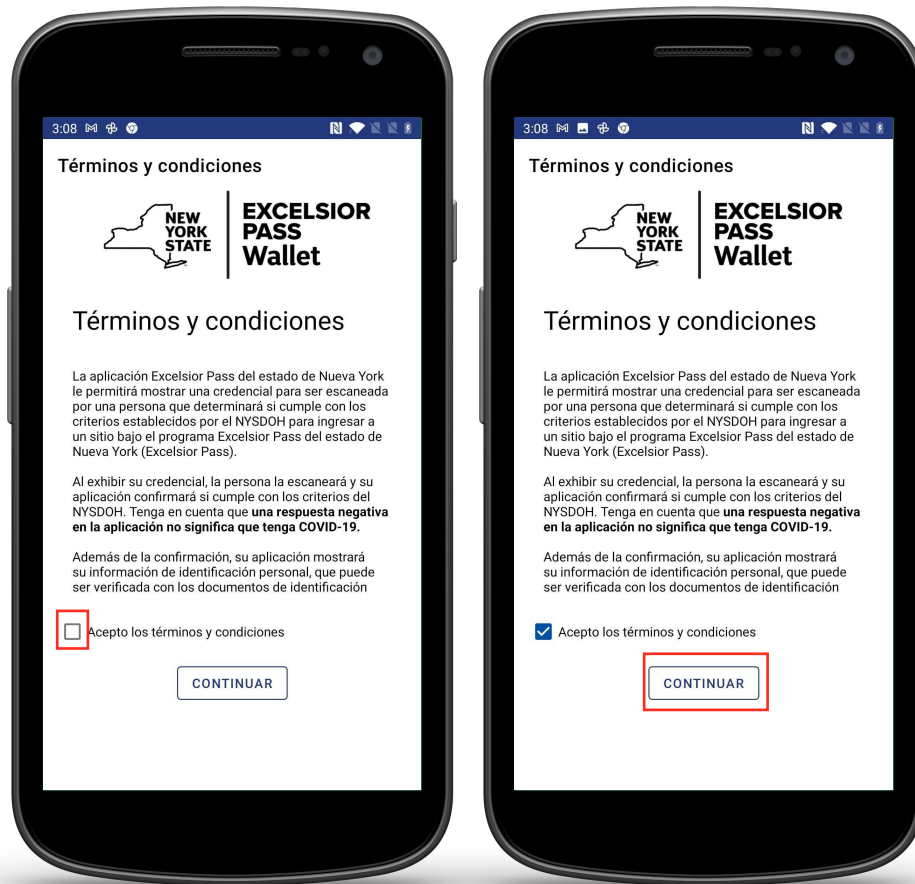 3:08
Términos y condiciones
NEW
YORK
STATE
EXCELSIOR
PASS
Wallet
Términos y condiciones
La aplicación Excelsior Pass del estado de Nueva York
le permitirá mostrar una credencial para ser escaneada
por una persona que determinará si cumple con los
criterios establecidos por el NYSDOH para ingresar a
un sitio bajo el programa Excelsior Pass del estado de
Nueva York (Excelsior Pass).
Al exhibir su credencial, la persona la escaneará y su
aplicación confirmará si cumple con los criterios del
NYSDOH. Tenga en cuenta que una respuesta negativa
en la aplicación no significa que tenga COVID-19.
Además de la confirmación, su aplicación mostrará
su información de identificación personal, que puede
ser verificada con los documentos de identificación
Acepto los términos y condiciones
CONTINUAR
3:08
Términos y condiciones
NEW
YORK
STATE
EXCELSIOR
PASS
Wallet
Términos y condiciones
La aplicación Excelsior Pass del estado de Nueva York
le permitirá mostrar una credencial para ser escaneada
por una persona que determinará si cumple con los
criterios establecidos por el NYSDOH para ingresar a
un sitio bajo el programa Excelsior Pass del estado de
Nueva York (Excelsior Pass).
Al exhibir su credencial, la persona la escaneará y su
aplicación confirmará si cumple con los criterios del
NYSDOH. Tenga en cuenta que una respuesta negativa
en la aplicación no significa que tenga COVID-19.
Además de la confirmación, su aplicación mostrará
su información de identificación personal, que puede
ser verificada con los documentos de identificación
Acepto los términos y condiciones
CONTINUAR